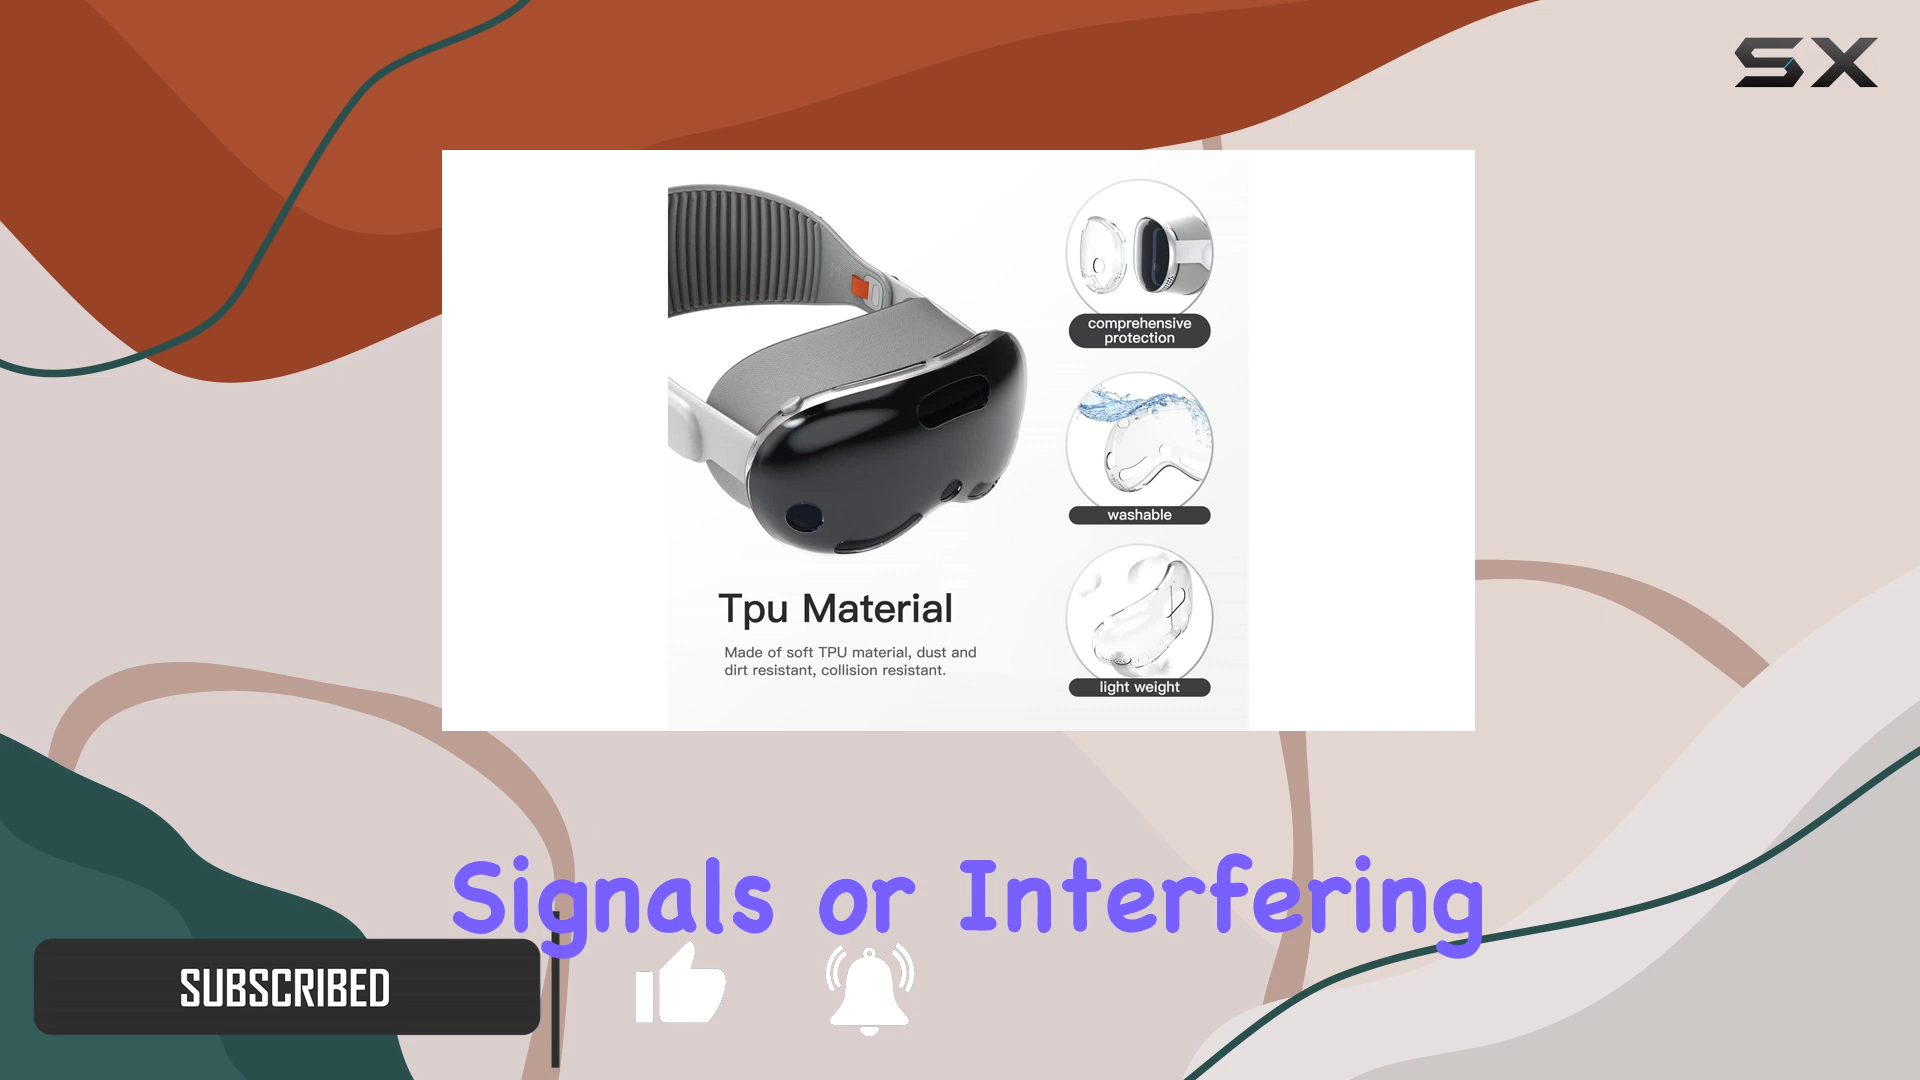 SX
comprehensive
protection
washable
light weight
Tpu Material
Made of soft TPU material, dust and
dirt resistant, collision resistant.
Signals or Interfering
SUBSCRIBED